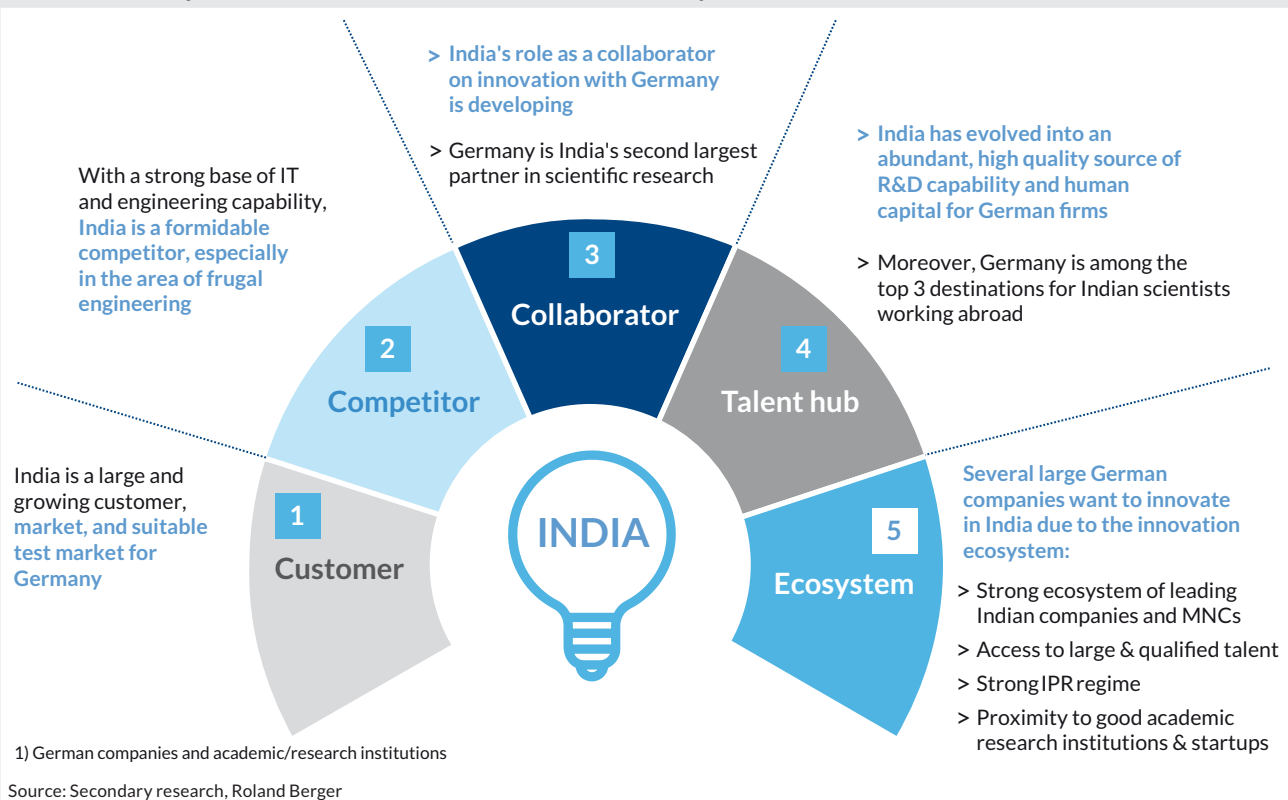 India is a large and
growing customer,
market, and suitable
test market for
Germany
1
Customer
With a strong base of IT
and engineering capability,
India is a formidable
competitor, especially
in the area of frugal
engineering
2
Competitor
> India's role as a collaborator
on innovation with Germany
is developing
> Germany is India's second largest
partner in scientific research
3
Collaborator
> India has evolved into an
abundant, high quality source of
R&D capability and human
capital for German firms
> Moreover, Germany is among the
top 3 destinations for Indian scientists
working abroad
4
Talent hub
Several large German
companies want to innovate
in India due to the innovation
ecosystem:
> Strong ecosystem of leading
Indian companies and MNCs
> Access to large & qualified talent
> Strong IPR regime
> Proximity to good academic
research institutions & startups
5
Ecosystem
INDIA
1) German companies and academic/research institutions
Source: Secondary research, Roland Berger